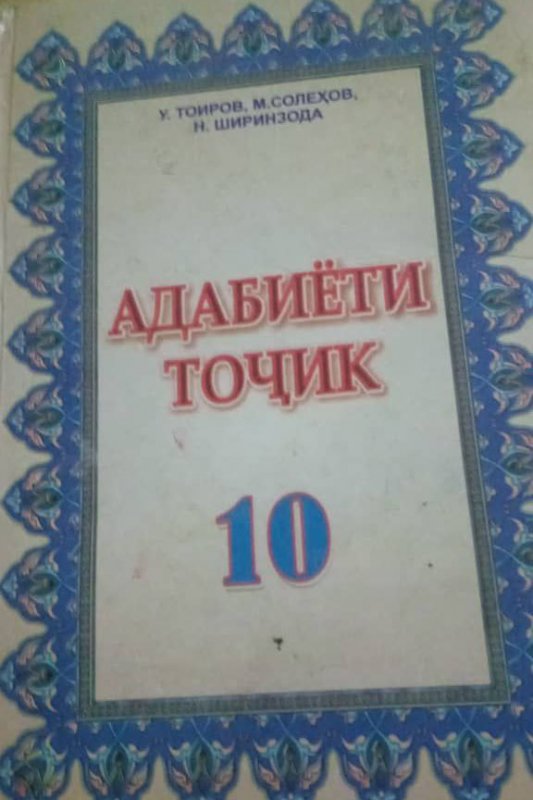 У. ТОИРОВ, М.СОЛЕҲОВ,
Н. ШИРИНЗОДА
АДАБИЁТИ
ТОҶИК
10